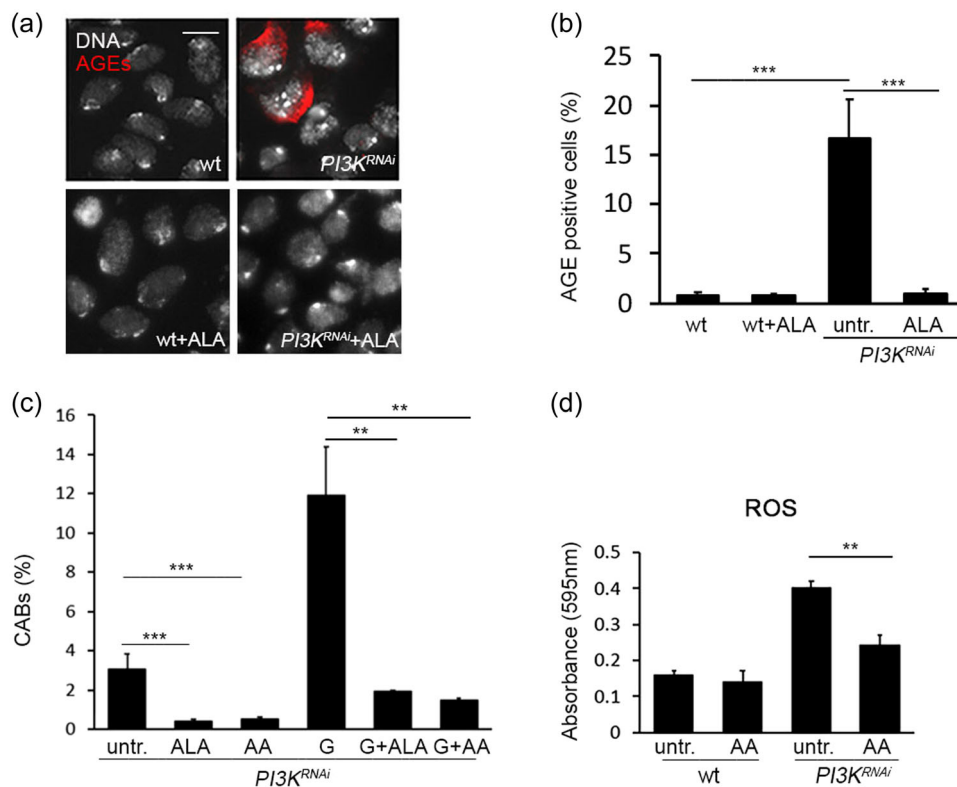 (a)
DNA
AGEs
wt
PI3K^RNAi
wt+ALA
PI3K^RNAi+ALA
(b)
AGE positive cells (%)
25
20
15
10
5
0
***
***
wt
wt+ALA
untr.
ALA
PI3K^RNAi
(c)
CABs (%)
16
14
12
10
8
6
4
2
0
***
***
**
**
untr.
ALA
AA
G
G+ALA
G+AA
PI3K^RNAi
(d)
ROS
Absorbance (595nm)
0.5
0.4
0.3
0.2
0.1
0
**
untr.
AA
untr.
AA
wt
PI3K^RNAi